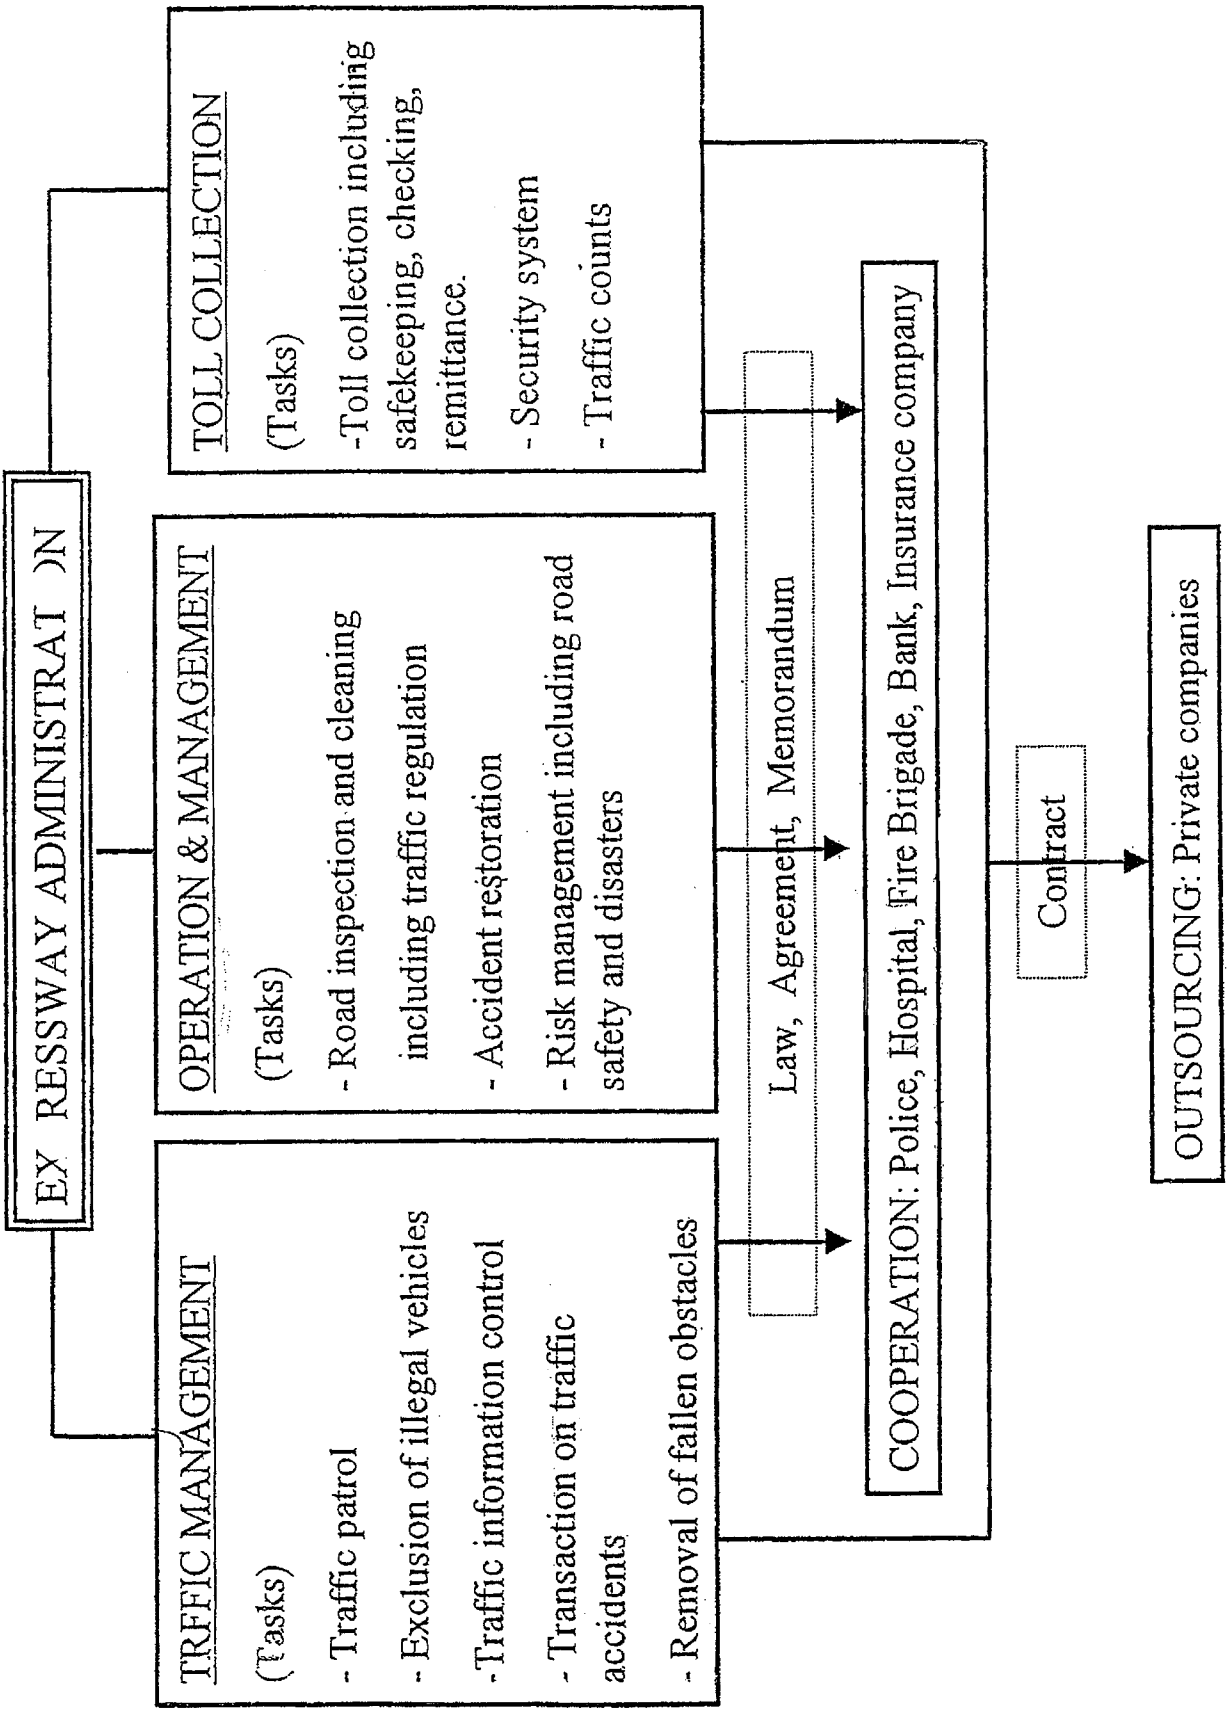 EX RESSWAY ADMINISTRAT )N
TRFFIC MANAGEMENT
(Tasks)
- Traffic patrol
- Exclusion of illegal vehicles
-Traffic information control
- Transaction on traffic
accidents
- Removal of fallen obstacles
OPERATION & MANAGEMENT
(Tasks)
- Road inspection and cleaning
including traffic regulation
- Accident restoration
- Risk management including road
safety and disasters
TOLL COLLECTION
(Tasks)
-Toll collection including
safekeeping, checking,
remittance.
- Security system
- Traffic counts
Law, Agreement, Memorandum
COOPERATION: Police, Hospital, Fire Brigade, Bank, Insurance company
Contract
OUTSOURCING: Private companies